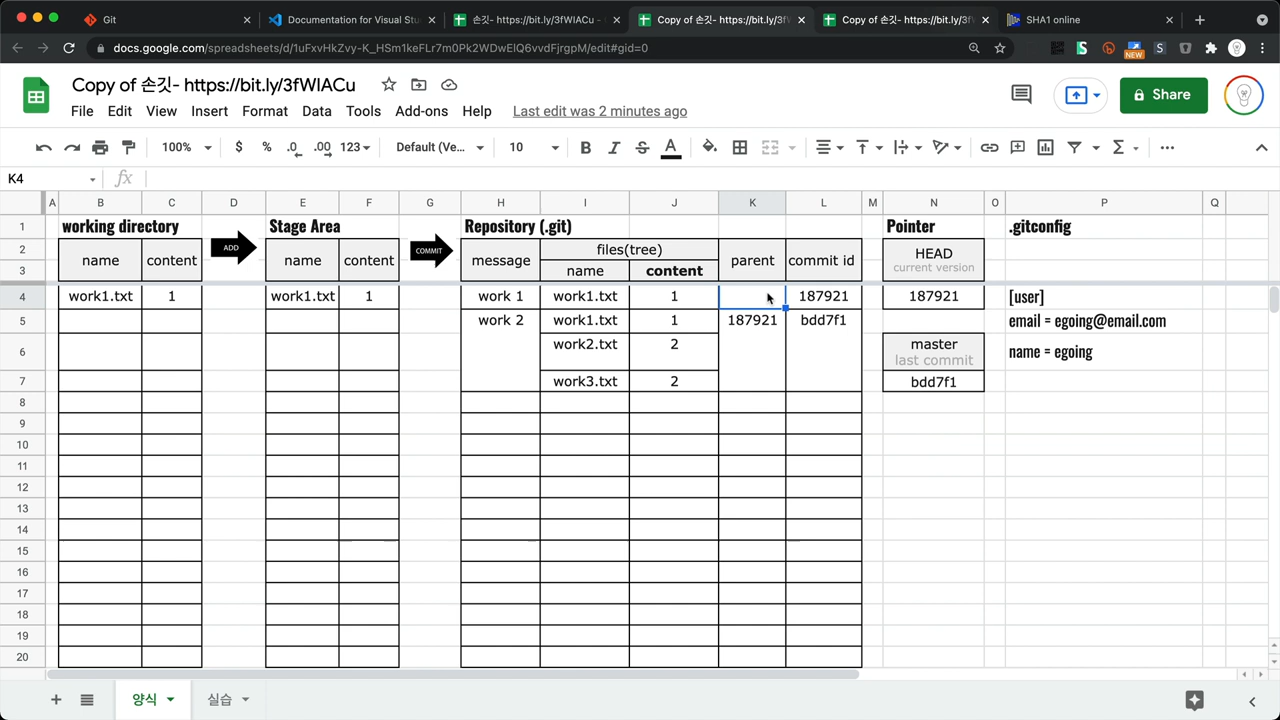 Git
Documentation for Visual Stu
손깃- https://bit.ly/3fWIACu -
Copy of 손깃- https://bit.ly/3f
Copy of 손깃- https://bit.ly/3f
SHA1 online
docs.google.com/spreadsheets/d/1uFxvHkZvy-K_HSm1keFLr7m0Pk2WDwElQ6vvdFjrgpM/edit#gid=0
NEW
Copy of 손깃- https://bit.ly/3fWIACu
Share
File Edit View Insert Format Data Tools Add-ons Help Last edit was 2 minutes ago
100% $ % .0 .00 123 Default (Ve... 10 B I S A
K4 fx
A B C D E F G H I J K L M N O P Q
1 working directory Stage Area Repository (.git) Pointer .gitconfig
2 name content ADD name content COMMIT message files(tree) parent commit id HEAD
3 name content current version
4 work1.txt 1 work1.txt 1 work 1 work1.txt 1 187921 187921 [user]
5 work 2 work1.txt 1 187921 bdd7f1 email = egoing@email.com
6 work2.txt 2 master last commit name = egoing
7 work3.txt 2 bdd7f1
8
9
10
11
12
13
14
15
16
17
18
19
20
양식 실습